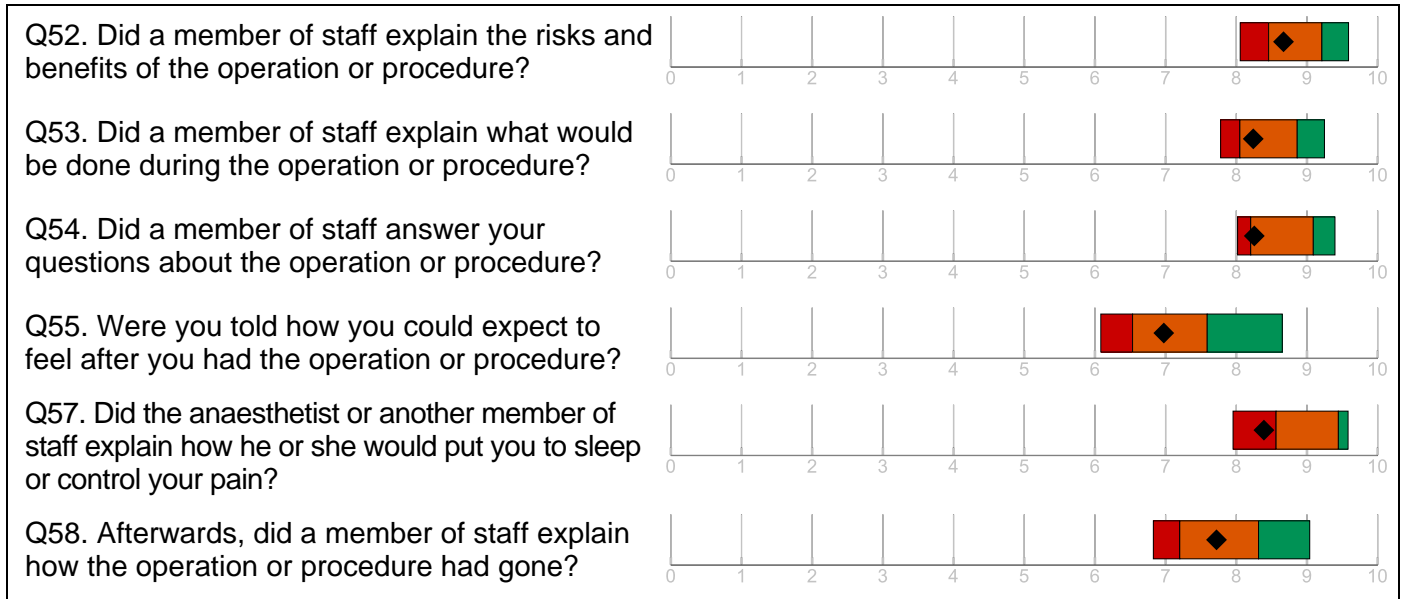 Q52. Did a member of staff explain the risks and
benefits of the operation or procedure?
0 1 2 3 4 5 6 7 8 9 10
Q53. Did a member of staff explain what would
be done during the operation or procedure?
0 1 2 3 4 5 6 7 8 9 10
Q54. Did a member of staff answer your
questions about the operation or procedure?
0 1 2 3 4 5 6 7 8 9 10
Q55. Were you told how you could expect to
feel after you had the operation or procedure?
0 1 2 3 4 5 6 7 8 9 10
Q57. Did the anaesthetist or another member of
staff explain how he or she would put you to sleep
or control your pain?
0 1 2 3 4 5 6 7 8 9 10
Q58. Afterwards, did a member of staff explain
how the operation or procedure had gone?
0 1 2 3 4 5 6 7 8 9 10